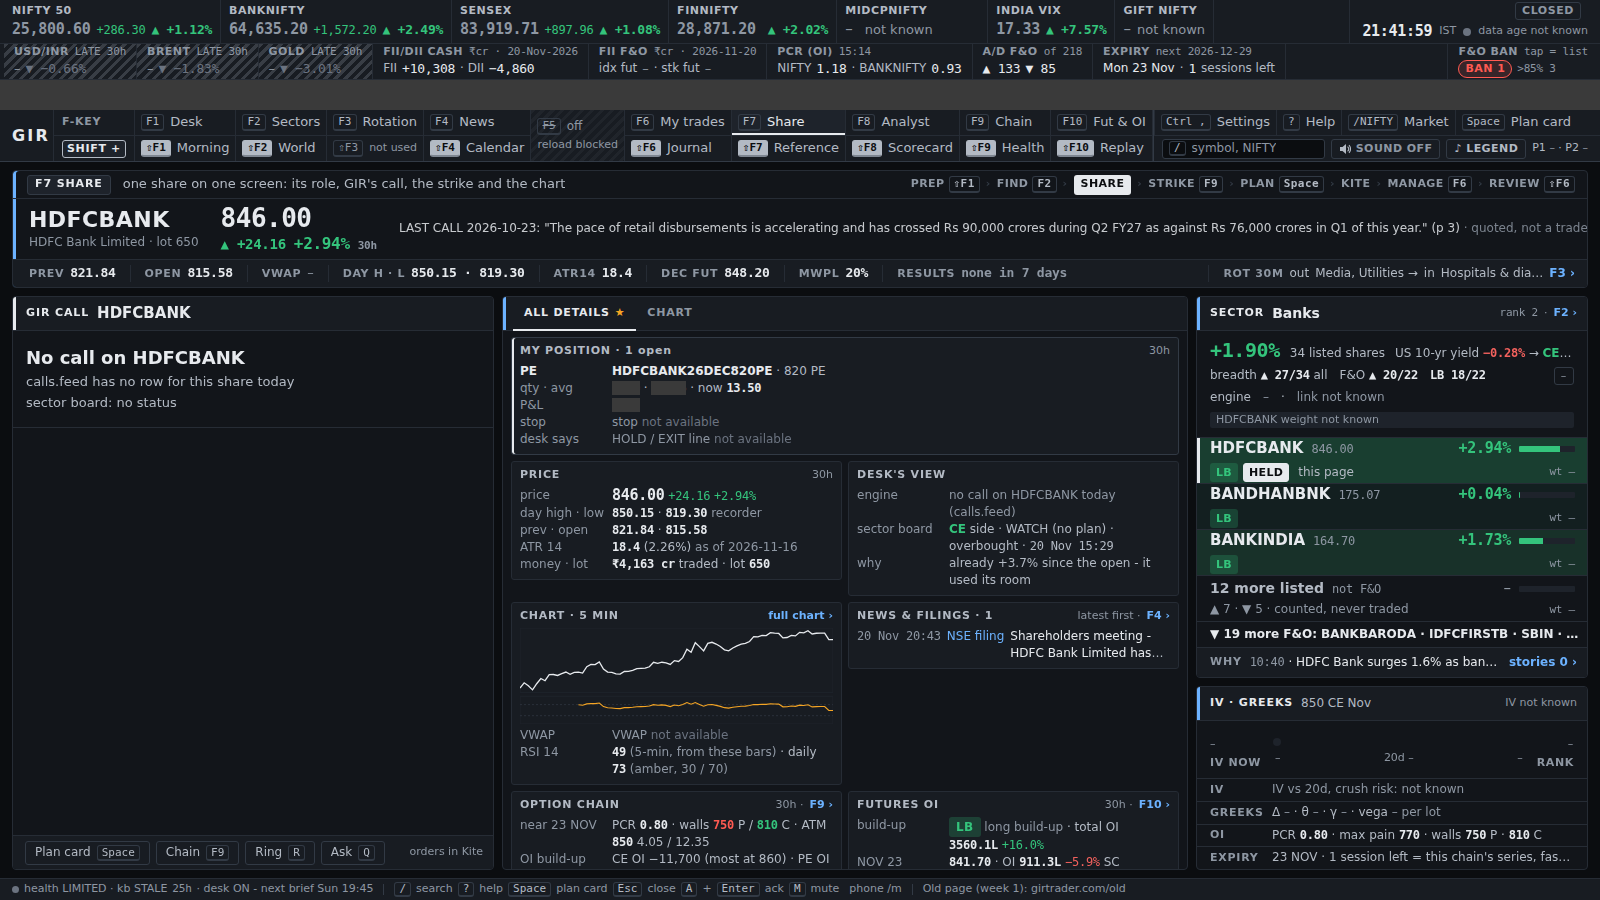 NIFTY 50 BANKNIFTY SENSEX FINNIFTY MIDCPNIFTY INDIA VIX GIFT NIFTY CLOSED
25,800.60 +286.30 ▲ +1.12% 64,635.20 +1,572.20 ▲ +2.49% 83,919.71 +897.96 ▲ +1.08% 28,871.20 ▲ +2.02% – not known 17.33 ▲ +7.57% – not known 21:41:59 IST data age not known
USD/INR LATE 30h BRENT LATE 30h GOLD LATE 30h FII/DII CASH ₹cr · 20-Nov-2026 FII F&O ₹cr · 2026-11-20 PCR (OI) 15:14 A/D F&O of 218 EXPIRY next 2026-12-29 F&O BAN tap = list
– ▼ −0.66% – ▼ −1.83% – ▼ −3.01% FII +10,308 · DII −4,860 idx fut – · stk fut – NIFTY 1.18 · BANKNIFTY 0.93 ▲ 133 ▼ 85 Mon 23 Nov · 1 sessions left BAN 1 >85% 3
GIR F-KEY F1 Desk F2 Sectors F3 Rotation F4 News F5 off F6 My trades F7 Share F8 Analyst F9 Chain F10 Fut & OI Ctrl , Settings ? Help /NIFTY Market Space Plan card
SHIFT + ⇧F1 Morning ⇧F2 World ⇧F3 not used ⇧F4 Calendar reload blocked ⇧F6 Journal ⇧F7 Reference ⇧F8 Scorecard ⇧F9 Health ⇧F10 Replay / symbol, NIFTY SOUND OFF ♪ LEGEND P1 – · P2 –
F7 SHARE one share on one screen: its role, GIR's call, the strike and the chart PREP ⇧F1 › FIND F2 › SHARE › STRIKE F9 › PLAN Space › KITE › MANAGE F6 › REVIEW ⇧F6
HDFCBANK 846.00
HDFC Bank Limited · lot 650 ▲ +24.16 +2.94% 30h
LAST CALL 2026-10-23: "The pace of retail disbursements is accelerating and has crossed Rs 90,000 crores during Q2 FY27 as against Rs 76,000 crores in Q1 of this year." (p 3) · quoted, not a trade
PREV 821.84 OPEN 815.58 VWAP – DAY H · L 850.15 · 819.30 ATR14 18.4 DEC FUT 848.20 MWPL 20% RESULTS none in 7 days ROT 30M out Media, Utilities → in Hospitals & dia… F3 ›
GIR CALL HDFCBANK
No call on HDFCBANK
calls.feed has no row for this share today
sector board: no status
Plan card Space Chain F9 Ring R Ask Q orders in Kite
ALL DETAILS ★ CHART
MY POSITION · 1 open 30h
PE HDFCBANK26DEC820PE · 820 PE
qty · avg · · now 13.50
P&L
stop stop not available
desk says HOLD / EXIT line not available
PRICE 30h
price 846.00 +24.16 +2.94%
day high · low 850.15 · 819.30 recorder
prev · open 821.84 · 815.58
ATR 14 18.4 (2.26%) as of 2026-11-16
money · lot ₹4,163 cr traded · lot 650
DESK'S VIEW
engine no call on HDFCBANK today
(calls.feed)
sector board CE side · WATCH (no plan) ·
overbought · 20 Nov 15:29
why already +3.7% since the open - it
used its room
CHART · 5 MIN full chart ›
VWAP VWAP not available
RSI 14 49 (5-min, from these bars) · daily
73 (amber, 30 / 70)
NEWS & FILINGS · 1 latest first · F4 ›
20 Nov 20:43 NSE filing Shareholders meeting -
HDFC Bank Limited has…
OPTION CHAIN 30h · F9 ›
near 23 NOV PCR 0.80 · walls 750 P / 810 C · ATM
850 4.05 / 12.35
OI build-up CE OI −11,700 (most at 860) · PE OI
FUTURES OI 30h · F10 ›
build-up LB long build-up · total OI
3560.1L +16.0%
NOV 23 841.70 · OI 911.3L −5.9% SC
SECTOR Banks rank 2 · F2 ›
+1.90% 34 listed shares US 10-yr yield −0.28% → CE…
breadth ▲ 27/34 all F&O ▲ 20/22 LB 18/22 –
engine – · link not known
HDFCBANK weight not known
HDFCBANK 846.00 +2.94%
LB HELD this page wt –
BANDHANBNK 175.07 +0.04%
LB wt –
BANKINDIA 164.70 +1.73%
LB wt –
12 more listed not F&O –
▲ 7 · ▼ 5 · counted, never traded wt –
▼ 19 more F&O: BANKBARODA · IDFCFIRSTB · SBIN · …
WHY 10:40 · HDFC Bank surges 1.6% as ban… stories 0 ›
IV · GREEKS 850 CE Nov IV not known
– –
IV NOW – 20d – – RANK
IV IV vs 20d, crush risk: not known
GREEKS Δ – · θ – · γ – · vega – per lot
OI PCR 0.80 · max pain 770 · walls 750 P · 810 C
EXPIRY 23 NOV · 1 session left = this chain's series, fas…
health LIMITED · kb STALE 25h · desk ON - next brief Sun 19:45 | / search ? help Space plan card Esc close A + Enter ack M mute phone /m | Old page (week 1): girtrader.com/old